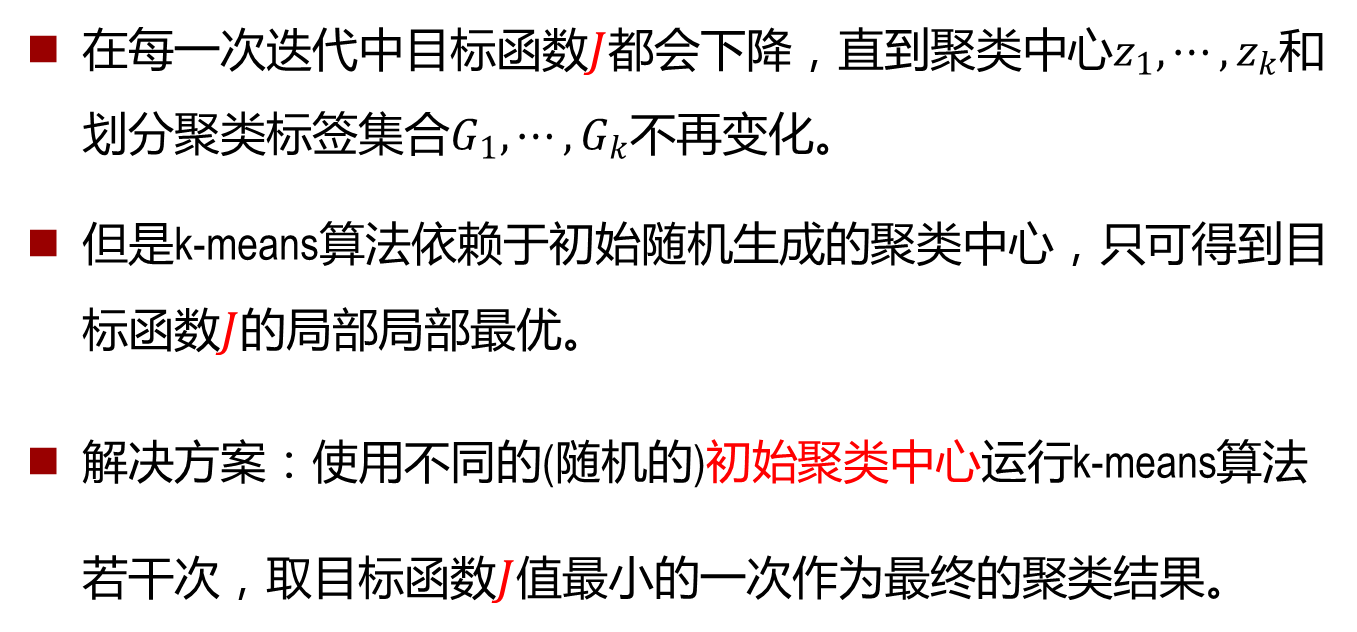 ■ 在每一次迭代中目标函数J都会下降，直到聚类中心z₁,⋯,zₖ和
划分聚类标签集合G₁,⋯,Gₖ不再变化。
■ 但是k-means算法依赖于初始随机生成的聚类中心，只可得到目
标函数J的局部局部最优。
■ 解决方案：使用不同的(随机的)初始聚类中心运行k-means算法
若干次，取目标函数J值最小的一次作为最终的聚类结果。